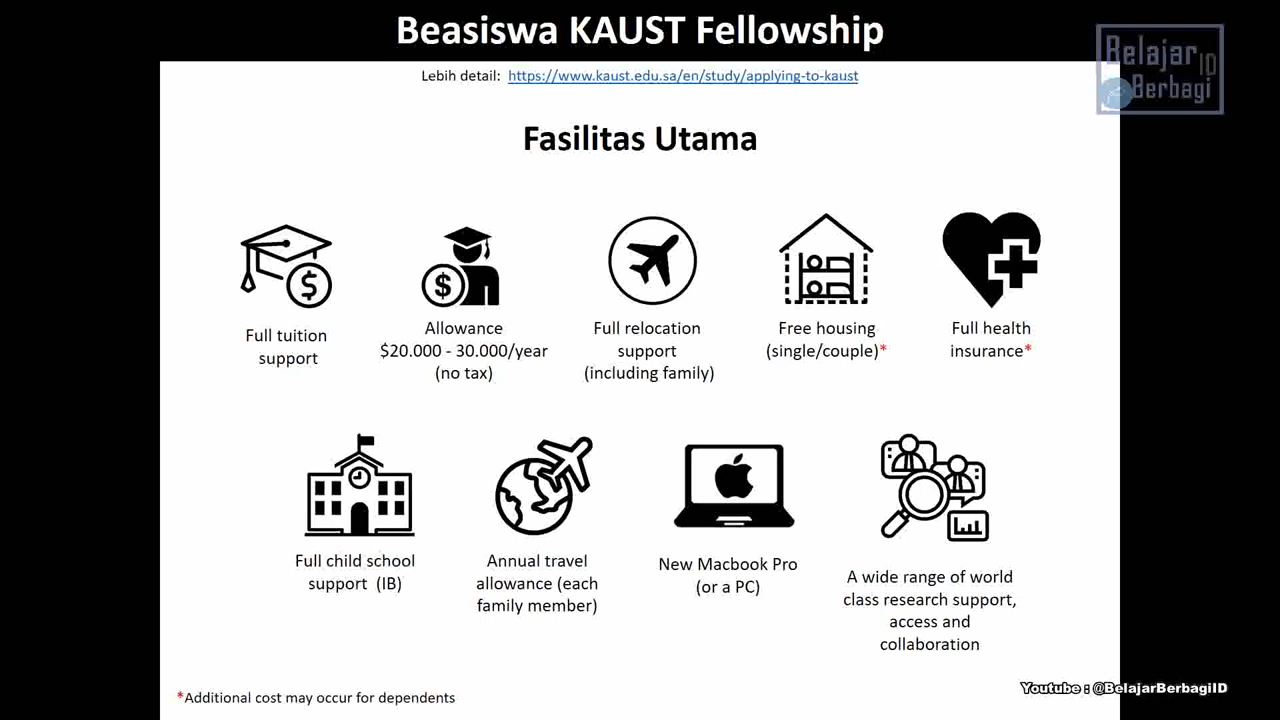 Beasiswa KAUST Fellowship
Belajar
ID
Berbagi
Lebih detail: https://www.kaust.edu.sa/en/study/applying-to-kaust
Fasilitas Utama
Full tuition
support
Allowance
$20.000 - 30.000/year
(no tax)
Full relocation
support
(including family)
Free housing
(single/couple)*
Full health
insurance*
Full child school
support (IB)
Annual travel
allowance (each
family member)
New Macbook Pro
(or a PC)
A wide range of world
class research support,
access and
collaboration
*Additional cost may occur for dependents
Youtube : @BelajarBerbagiID